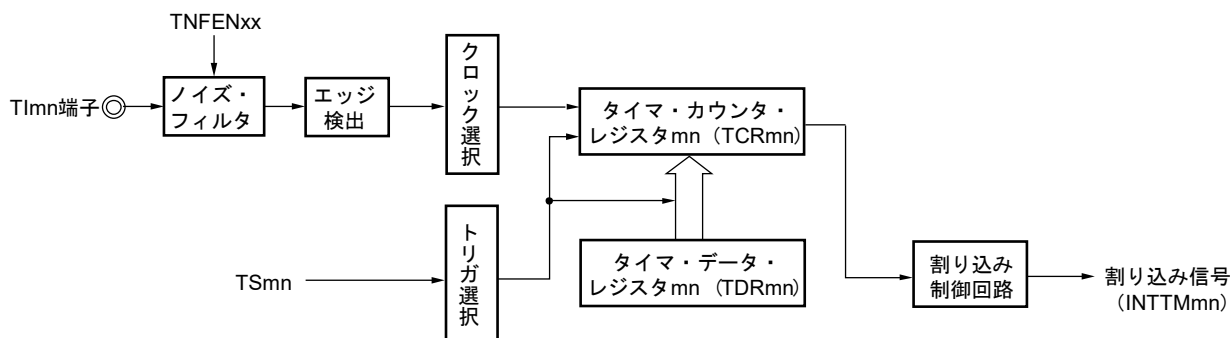 TNFENxx
TImn端子
ノイズ・
フィルタ
エッジ
検出
クロック選択
タイマ・カウンタ・
レジスタmn（TCRmn）
TSmn
トリガ選択
タイマ・データ・
レジスタmn（TDRmn）
割り込み
制御回路
割り込み信号
（INTTMmn）